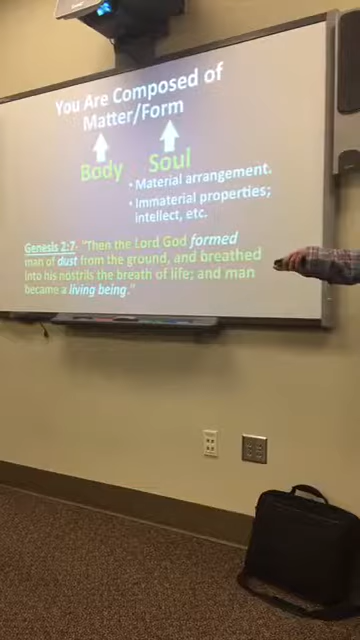 You Are Composed of
Matter/Form
Body Soul
• Material arrangement.
• Immaterial properties;
intellect, etc.
Genesis 2:7- "Then the Lord God formed
man of dust from the ground, and breathed
into his nostrils the breath of life; and man
became a living being."